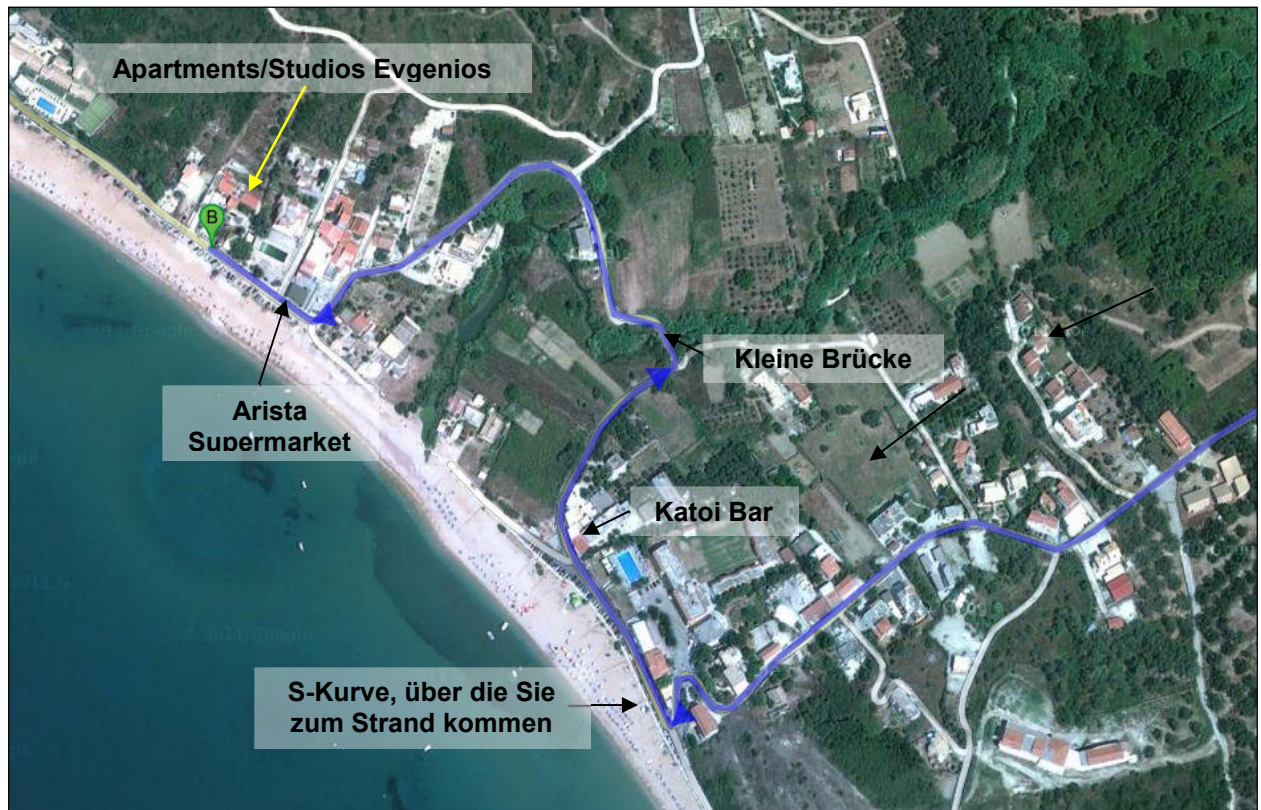 Apartments/Studios Evgenios
B
Kleine Brücke
Arista
Supermarket
Katoi Bar
S-Kurve, über die Sie
zum Strand kommen